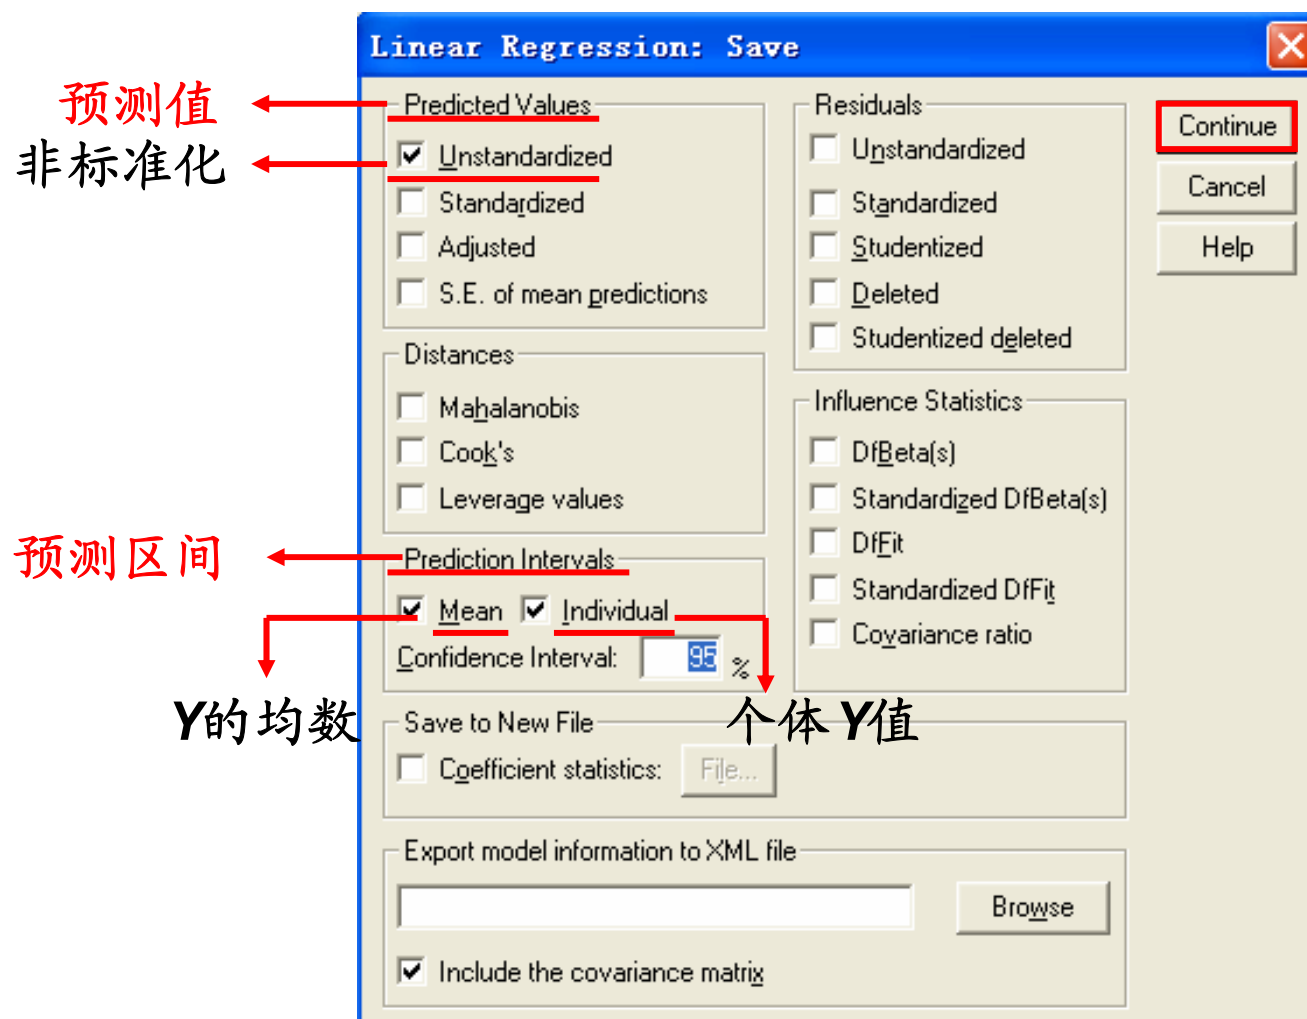 Linear Regression: Save
预测值
非标准化
Predicted Values
Unstandardized
Standardized
Adjusted
S.E. of mean predictions
Distances
Mahalanobis
Cook's
Leverage values
预测区间
Prediction Intervals
Mean
Individual
Confidence Interval: 95 %
Y的均数
个体Y值
Residuals
Unstandardized
Standardized
Studentized
Deleted
Studentized deleted
Influence Statistics
DfBeta(s)
Standardized DfBeta(s)
DfFit
Standardized DfFit
Covariance ratio
Continue
Cancel
Help
Save to New File
Coefficient statistics:
File...
Export model information to XML file
Browse
Include the covariance matrix